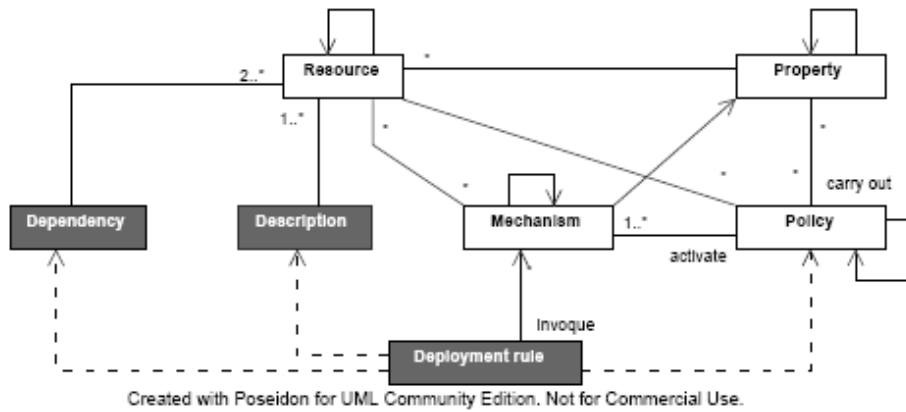 Resource
*
Property
2..*
1..*
*
*
*
*
*
carry out
Dependency
Description
Mechanism
1..*
Policy
activate
*
Invoque
Deployment rule
Created with Poseidon for UML Community Edition. Not for Commercial Use.